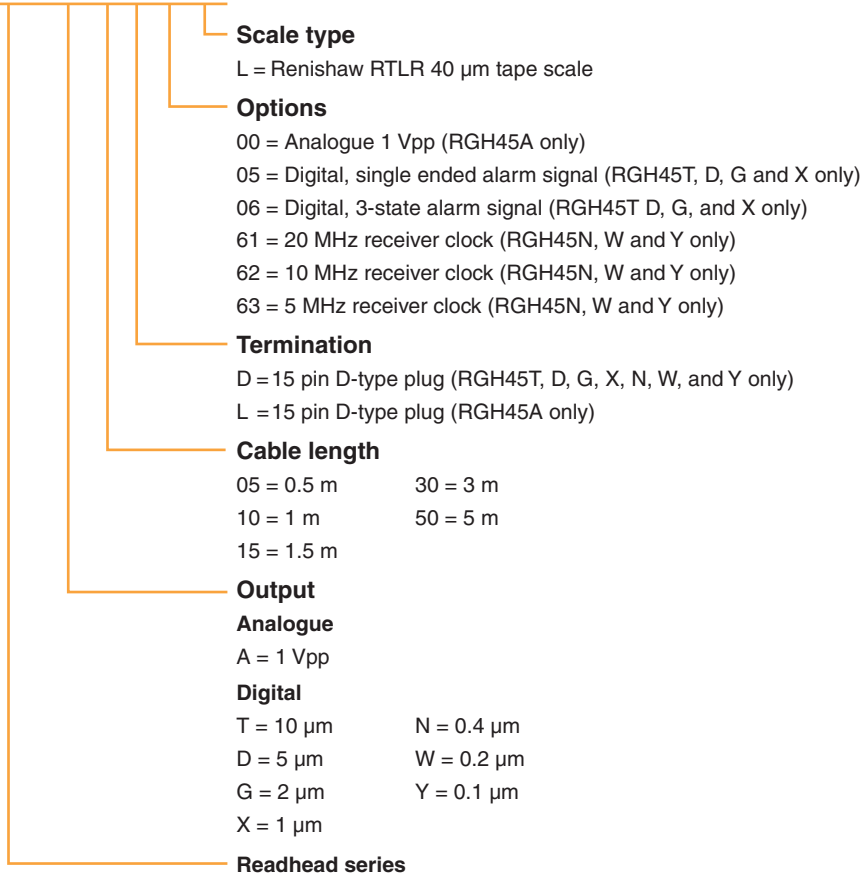 Scale type
L = Renishaw RTLR 40 µm tape scale
Options
00 = Analogue 1 Vpp (RGH45A only)
05 = Digital, single ended alarm signal (RGH45T, D, G and X only)
06 = Digital, 3-state alarm signal (RGH45T D, G, and X only)
61 = 20 MHz receiver clock (RGH45N, W and Y only)
62 = 10 MHz receiver clock (RGH45N, W and Y only)
63 = 5 MHz receiver clock (RGH45N, W and Y only)
Termination
D = 15 pin D-type plug (RGH45T, D, G, X, N, W, and Y only)
L = 15 pin D-type plug (RGH45A only)
Cable length
05 = 0.5 m 30 = 3 m
10 = 1 m 50 = 5 m
15 = 1.5 m
Output
Analogue
A = 1 Vpp
Digital
T = 10 µm N = 0.4 µm
D = 5 µm W = 0.2 µm
G = 2 µm Y = 0.1 µm
X = 1 µm
Readhead series